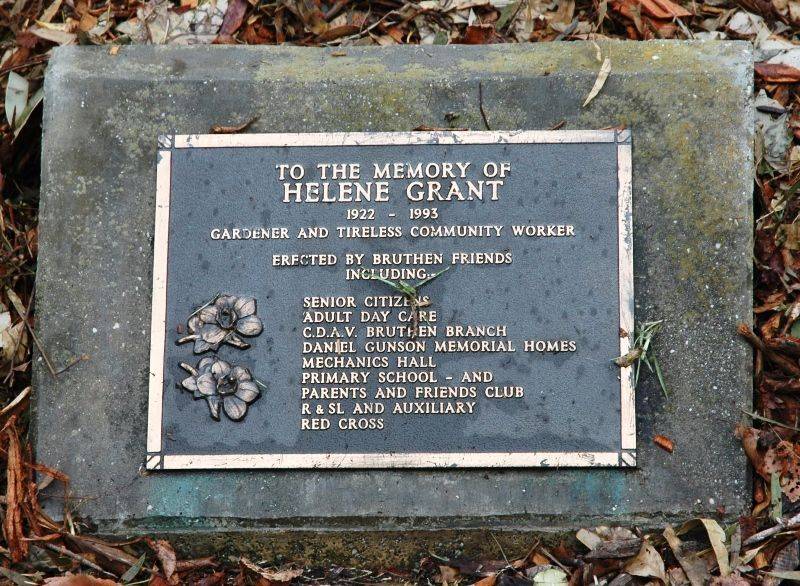 TO THE MEMORY OF
HELENE GRANT
1922 - 1993
GARDENER AND TIRELESS COMMUNITY WORKER
ERECTED BY BRUTHEN FRIENDS
INCLUDING:-
SENIOR CITIZENS
ADULT DAY CARE
C.D.A.V. BRUTHEN BRANCH
DANIEL GUNSON MEMORIAL HOMES
MECHANICS HALL
PRIMARY SCHOOL - AND
PARENTS AND FRIENDS CLUB
R & SL AND AUXILIARY
RED CROSS